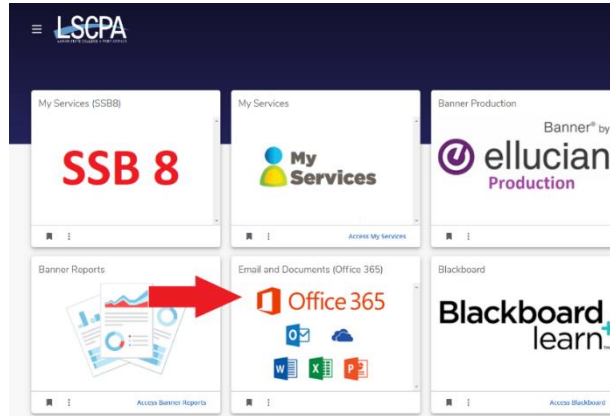 LSCPA
My Services (SSB8)
My Services
Banner Production
SSB 8
My
Services
Banner® by
ellucian
Production
Access My Services
Banner Reports
Email and Documents (Office 365)
Blackboard
Office 365
Blackboard
learn
Access Banner Reports
Access Blackboard